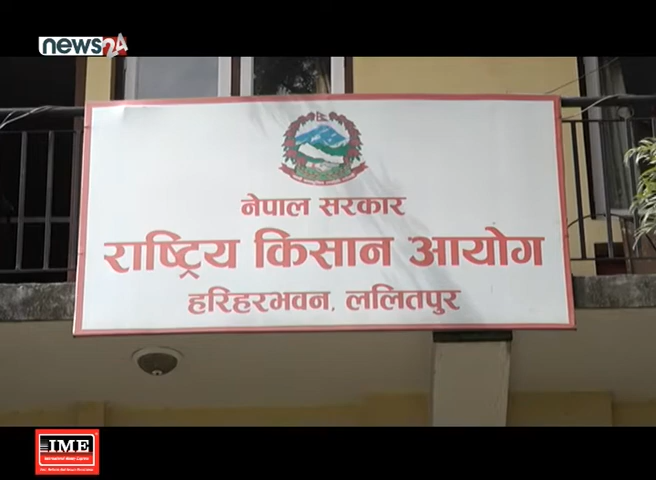 news24
नेपाल सरकार
राष्ट्रिय किसान आयोग
हरिहरभवन, ललितपुर
IME